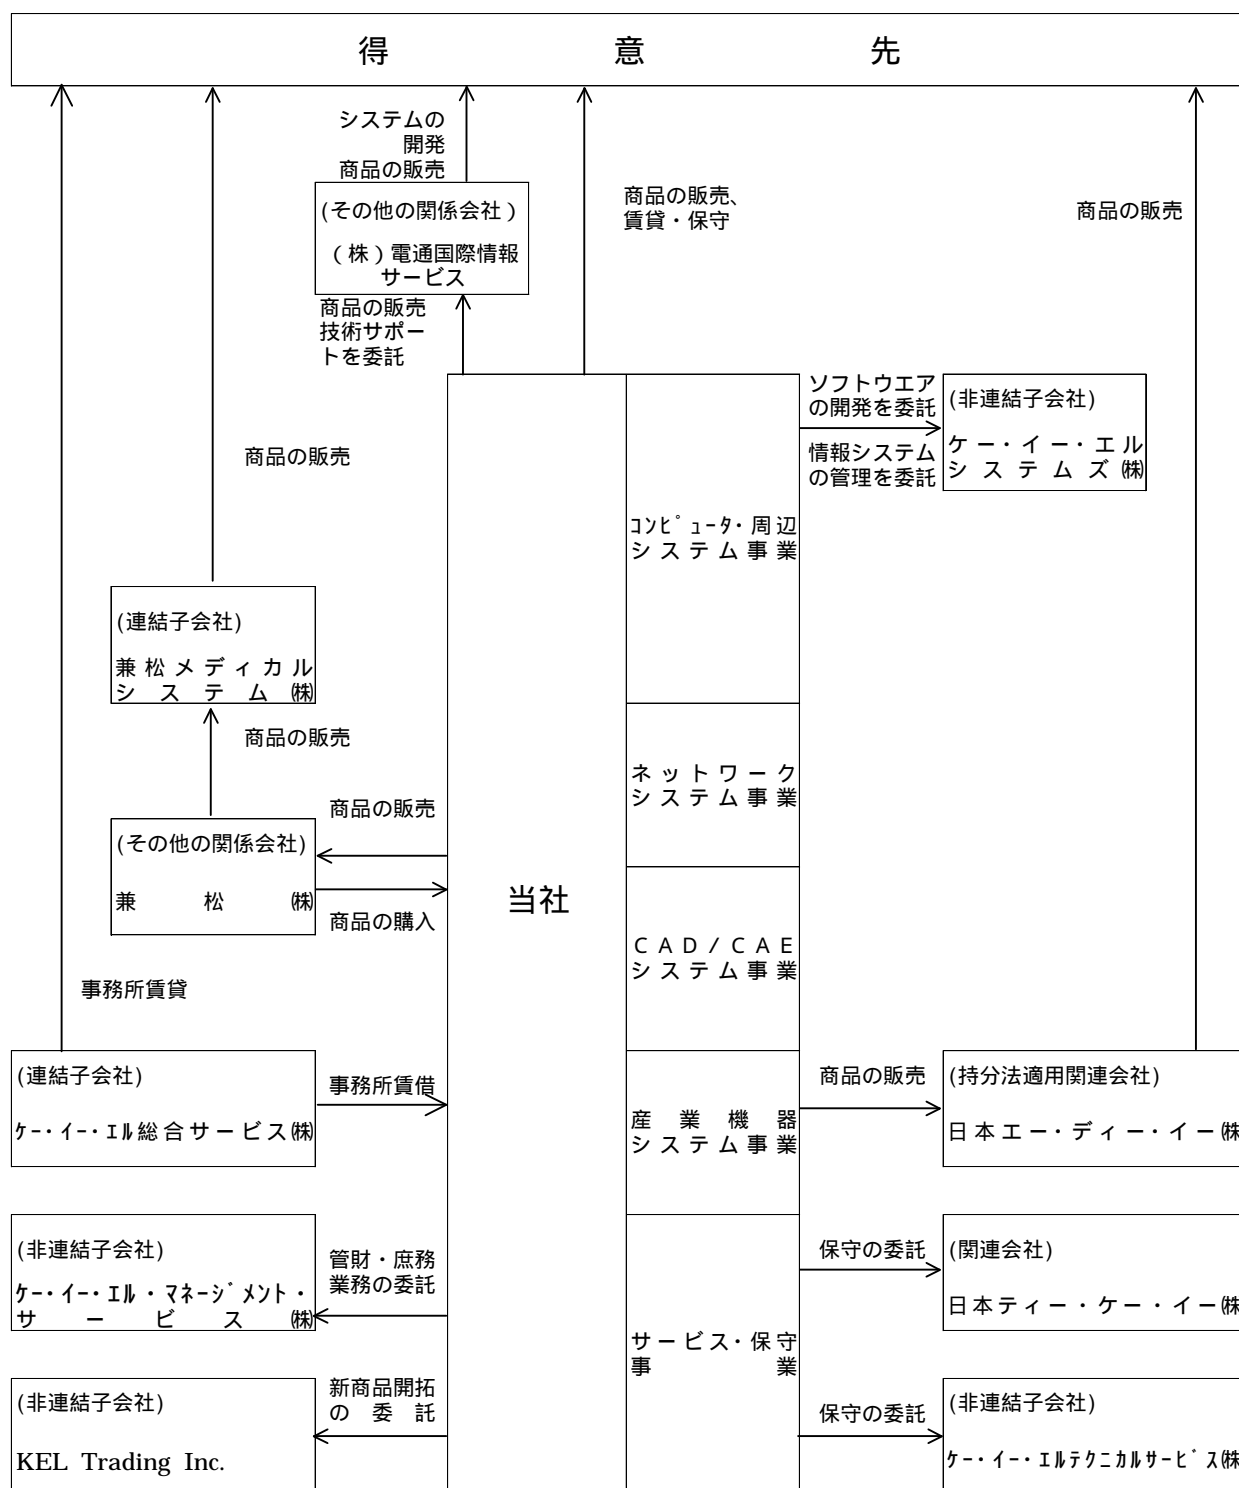 得意先
システムの
開発
商品の販売
(その他の関係会社)
(株)電通国際情報
サービス
商品の販売、
賃貸・保守
商品の販売
商品の販売
技術サポー
トを委託
商品の販売
ソフトウエア
の開発を委託
情報システム
の管理を委託
(非連結子会社)
ケー・イー・エル
システムズ㈱
コンピュータ・周辺
システム事業
(連結子会社)
兼松メディカル
システム㈱
商品の販売
ネットワーク
システム事業
商品の販売
(その他の関係会社)
兼松㈱
商品の購入
当社
CAD/CAE
システム事業
事務所賃貸
(連結子会社)
ケー・イー・エル総合サービス㈱
事務所賃借
産業機器
システム事業
商品の販売
(持分法適用関連会社)
日本エー・ディー・イー㈱
(非連結子会社)
ケー・イー・エル・マネージメント・
サービス㈱
管財・庶務
業務の委託
サービス・保守
事業
保守の委託
(関連会社)
日本ティー・ケー・イー㈱
(非連結子会社)
KEL Trading Inc.
新商品開拓
の委託
保守の委託
(非連結子会社)
ケー・イー・エルテクニカルサービス㈱